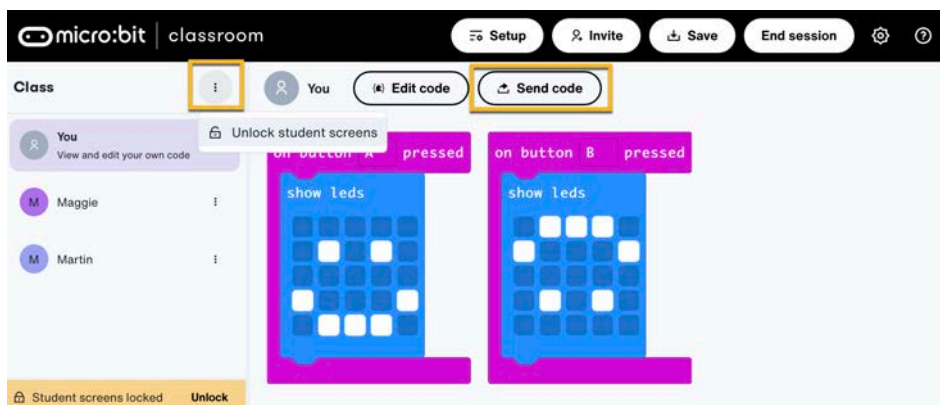 micro:bit | classroom
Setup
Invite
Save
End session
Class
You
Edit code
Send code
You
View and edit your own code
Unlock student screens
Maggie
Martin
on button A pressed
show leds
on button B pressed
show leds
Student screens locked
Unlock
M
M